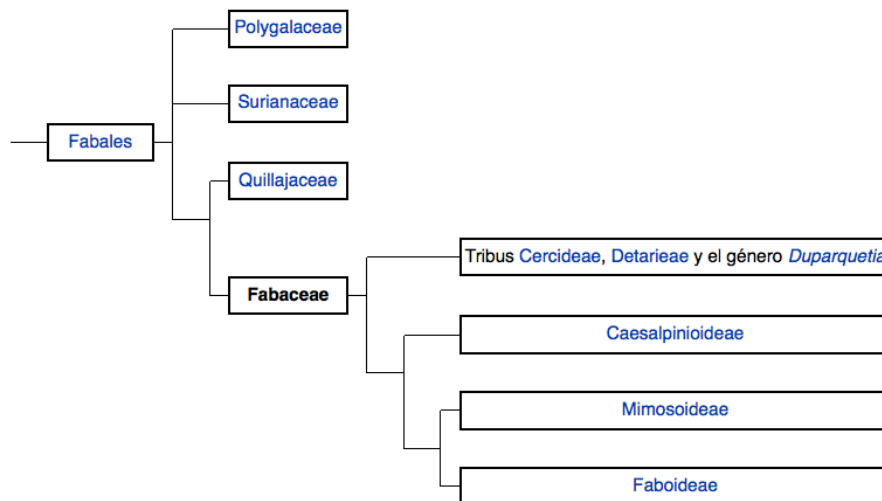 Polygalaceae
Surianaceae
Fabales
Quillajaceae
Tribus Cercideae, Detarieae y el género Duparquetia
Fabaceae
Caesalpinioideae
Mimosoideae
Faboideae